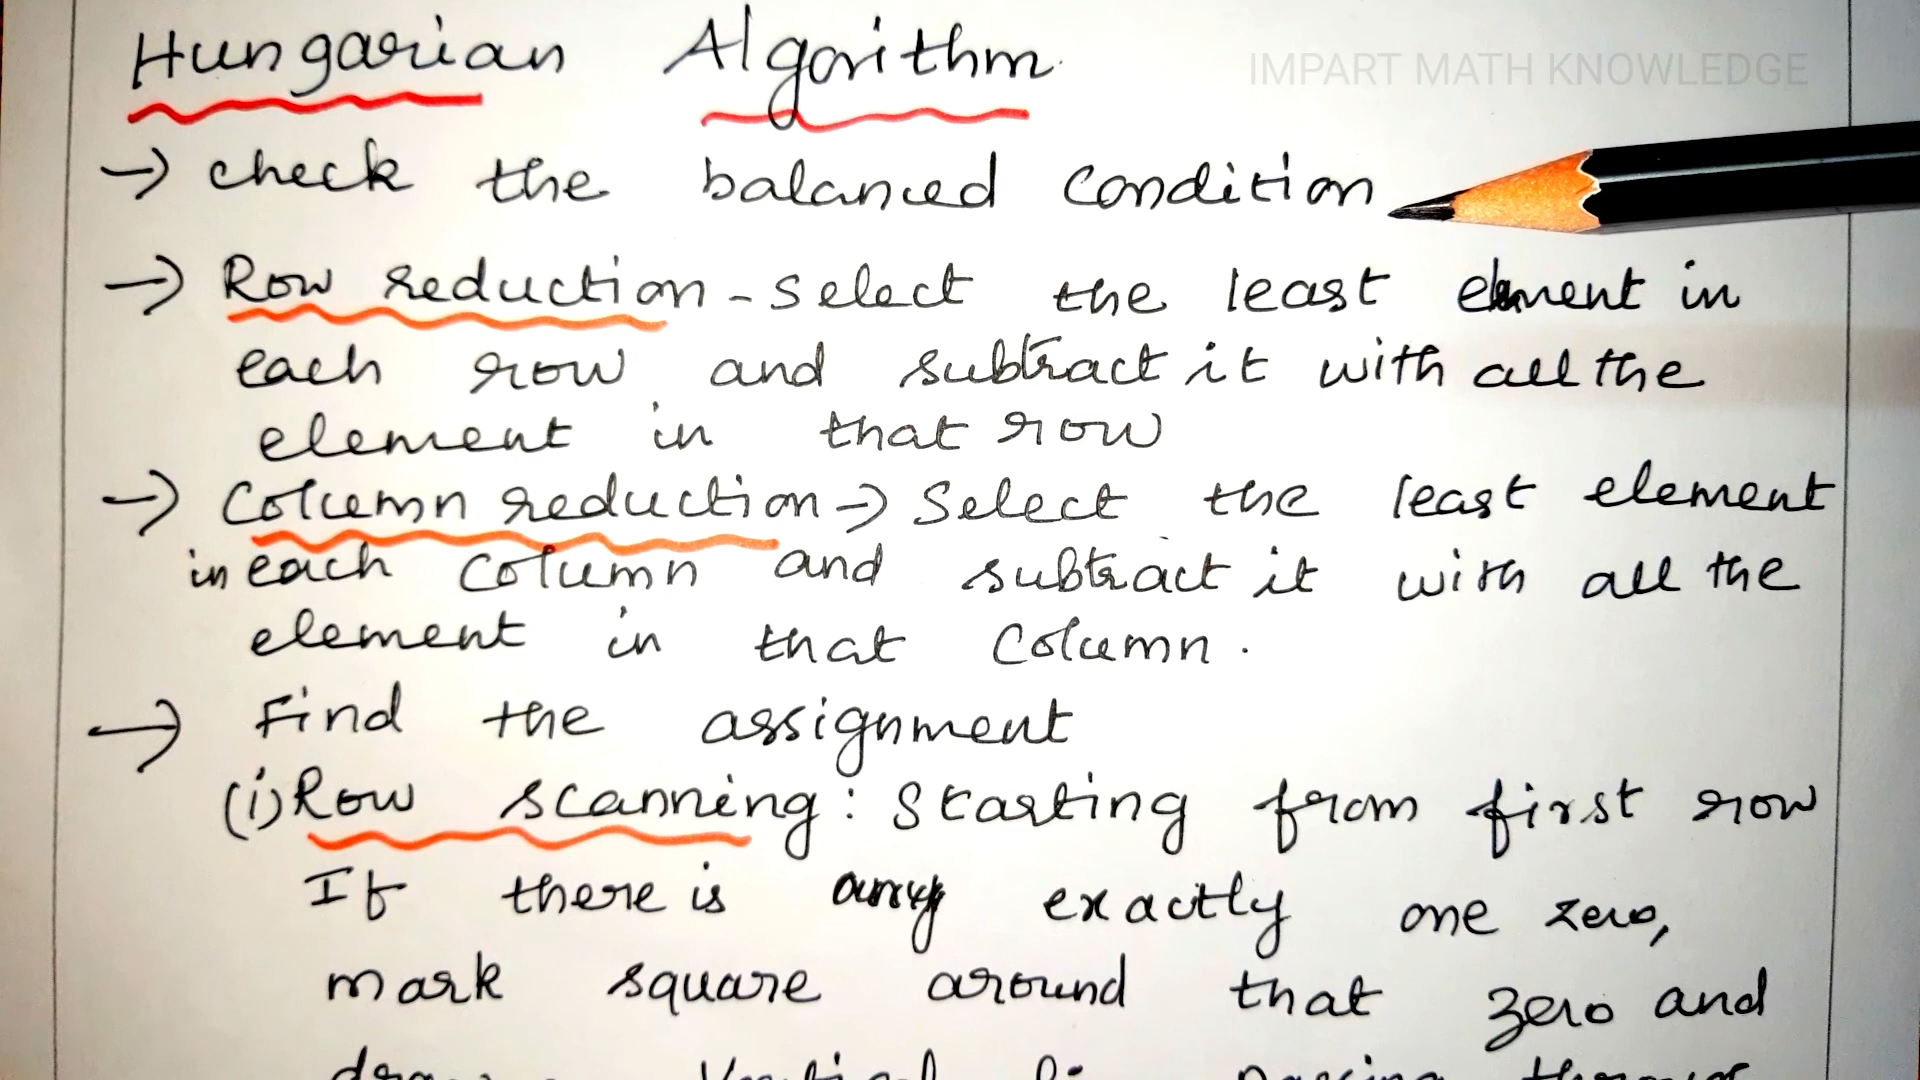 Hungarian Algorithm
IMPART MATH KNOWLEDGE
→ check the balanced condition
→ Row reduction - select the least element in
each row and subtract it with all the
element in that row
→ Column reduction → Select the least element
in each column and subtract it with all the
element in that column.
→ Find the assignment
(i) Row scanning: Starting from first row
If there is any exactly one zero,
mark square around that zero and
vertical passing through